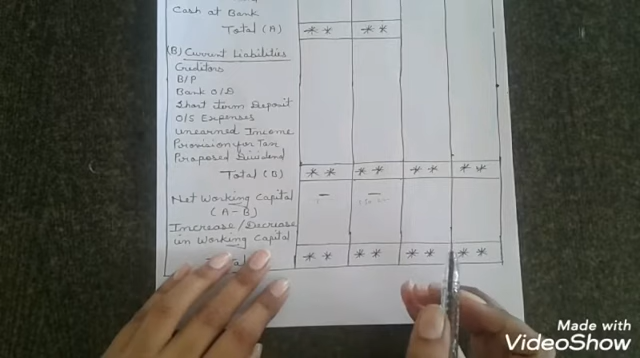 Cash at Bank
Total (A) ** **
(B) Current Liabilities
Creditors
B/P
Bank O/D
Short term Deposit
O/S Expenses
Unearned Income
Provision for Tax
Proposed Dividend
Total (B) ** ** ** **
Net Working Capital — —
(A-B)
Increase/Decrease
in Working Capital
** ** ** **
Made with
VideoShow